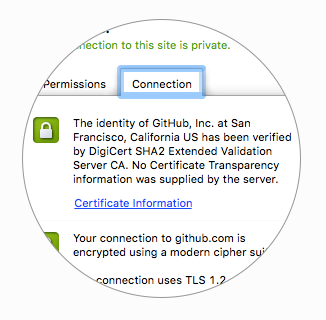 nnection to this site is private.
Permissions
Connection
The identity of GitHub, Inc. at San
Francisco, California US has been verified
by DigiCert SHA2 Extended Validation
Server CA. No Certificate Transparency
information was supplied by the server.
Certificate Information
Your connection to github.com is
encrypted using a modern cipher sui
connection uses TLS 1.2